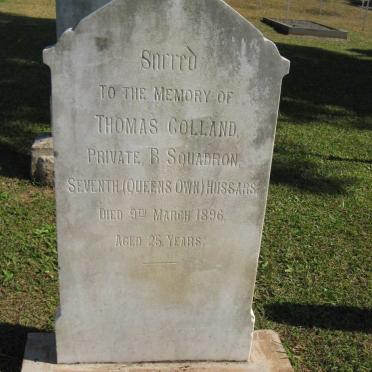 Sacred
TO THE MEMORY OF
THOMAS GOLLAND,
PRIVATE, B SQUADRON,
SEVENTH (QUEENS OWN) HUSSARS.
DIED 9TH MARCH 1896.
AGED 25 YEARS.